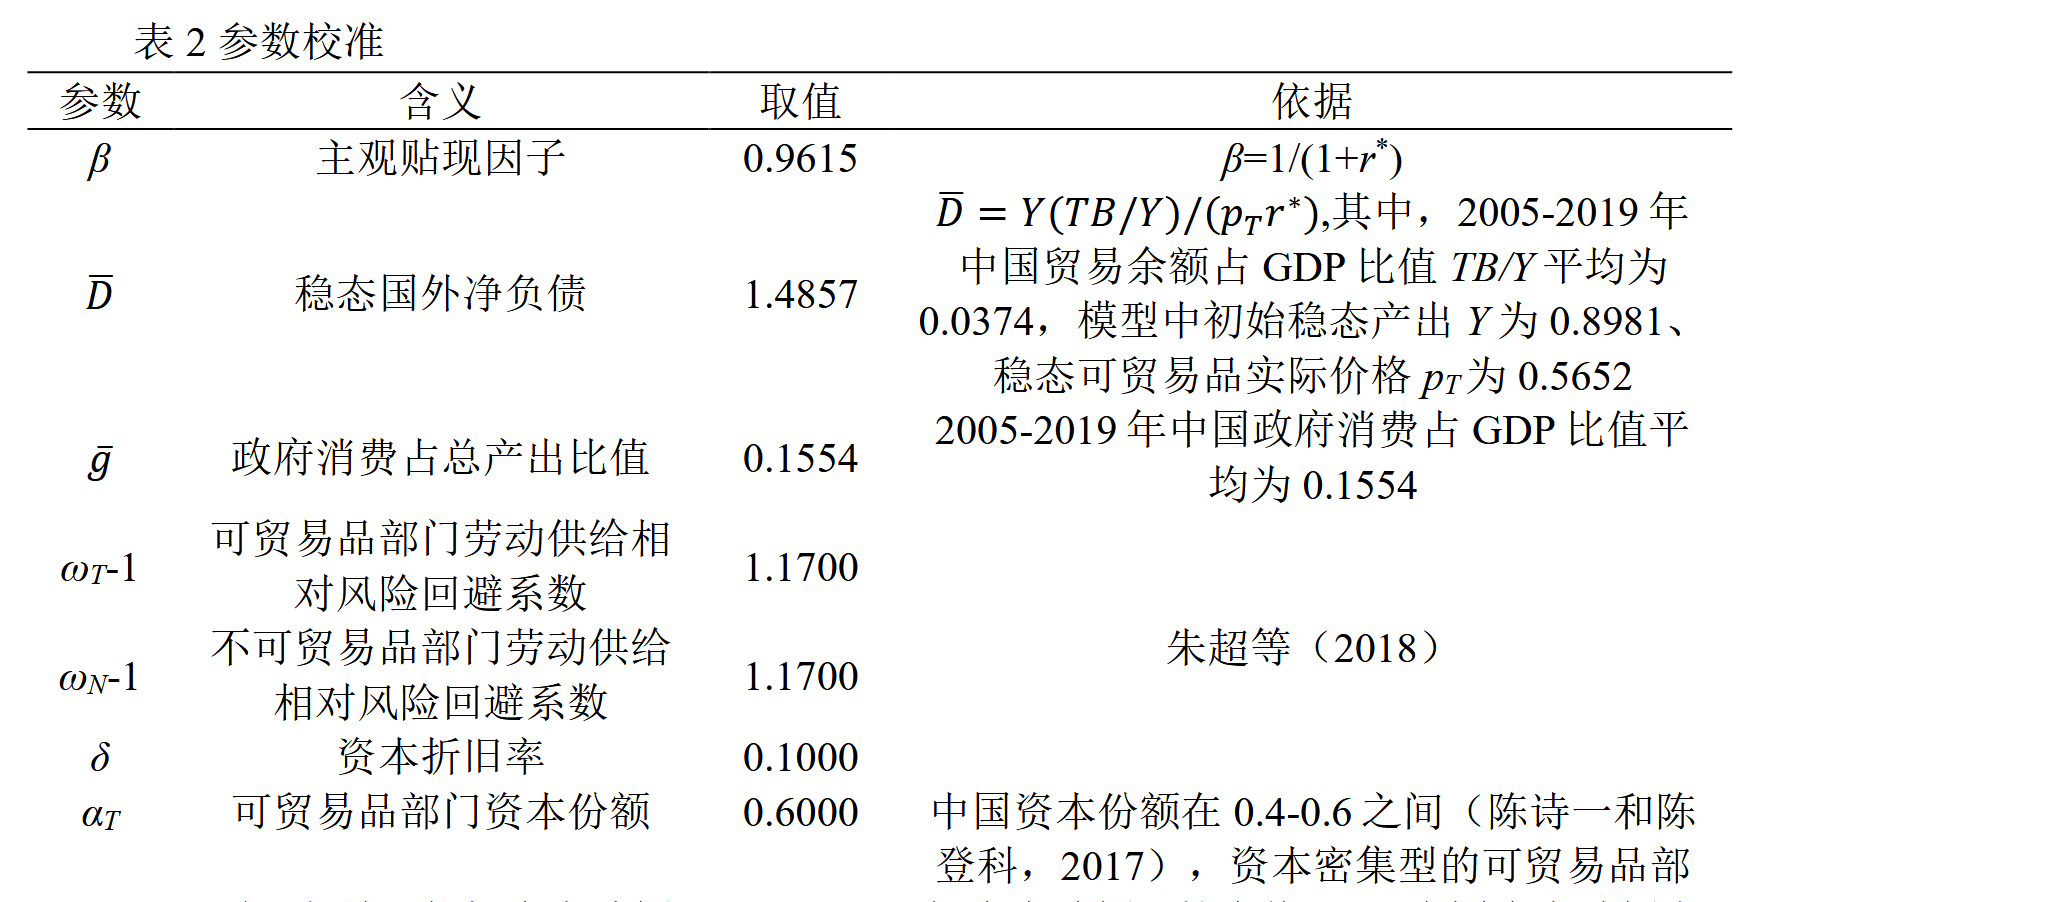 表 2 参数校准
参数 含义 取值 依据
β 主观贴现因子 0.9615 β=1/(1+r*)
D̅ 稳态国外净负债 1.4857 D̅ = Y(TB/Y)/(p_T r*),其中，2005-2019 年
中国贸易余额占 GDP 比值 TB/Y 平均为
0.0374，模型中初始稳态产出 Y 为 0.8981、
稳态可贸易品实际价格 p_T 为 0.5652
g̅ 政府消费占总产出比值 0.1554 2005-2019 年中国政府消费占 GDP 比值平
均为 0.1554
ω_T-1 可贸易品部门劳动供给相 1.1700
对风险回避系数
ω_N-1 不可贸易品部门劳动供给 1.1700 朱超等（2018）
相对风险回避系数
δ 资本折旧率 0.1000
α_T 可贸易品部门资本份额 0.6000 中国资本份额在 0.4-0.6 之间（陈诗一和陈
登科，2017），资本密集型的可贸易品部